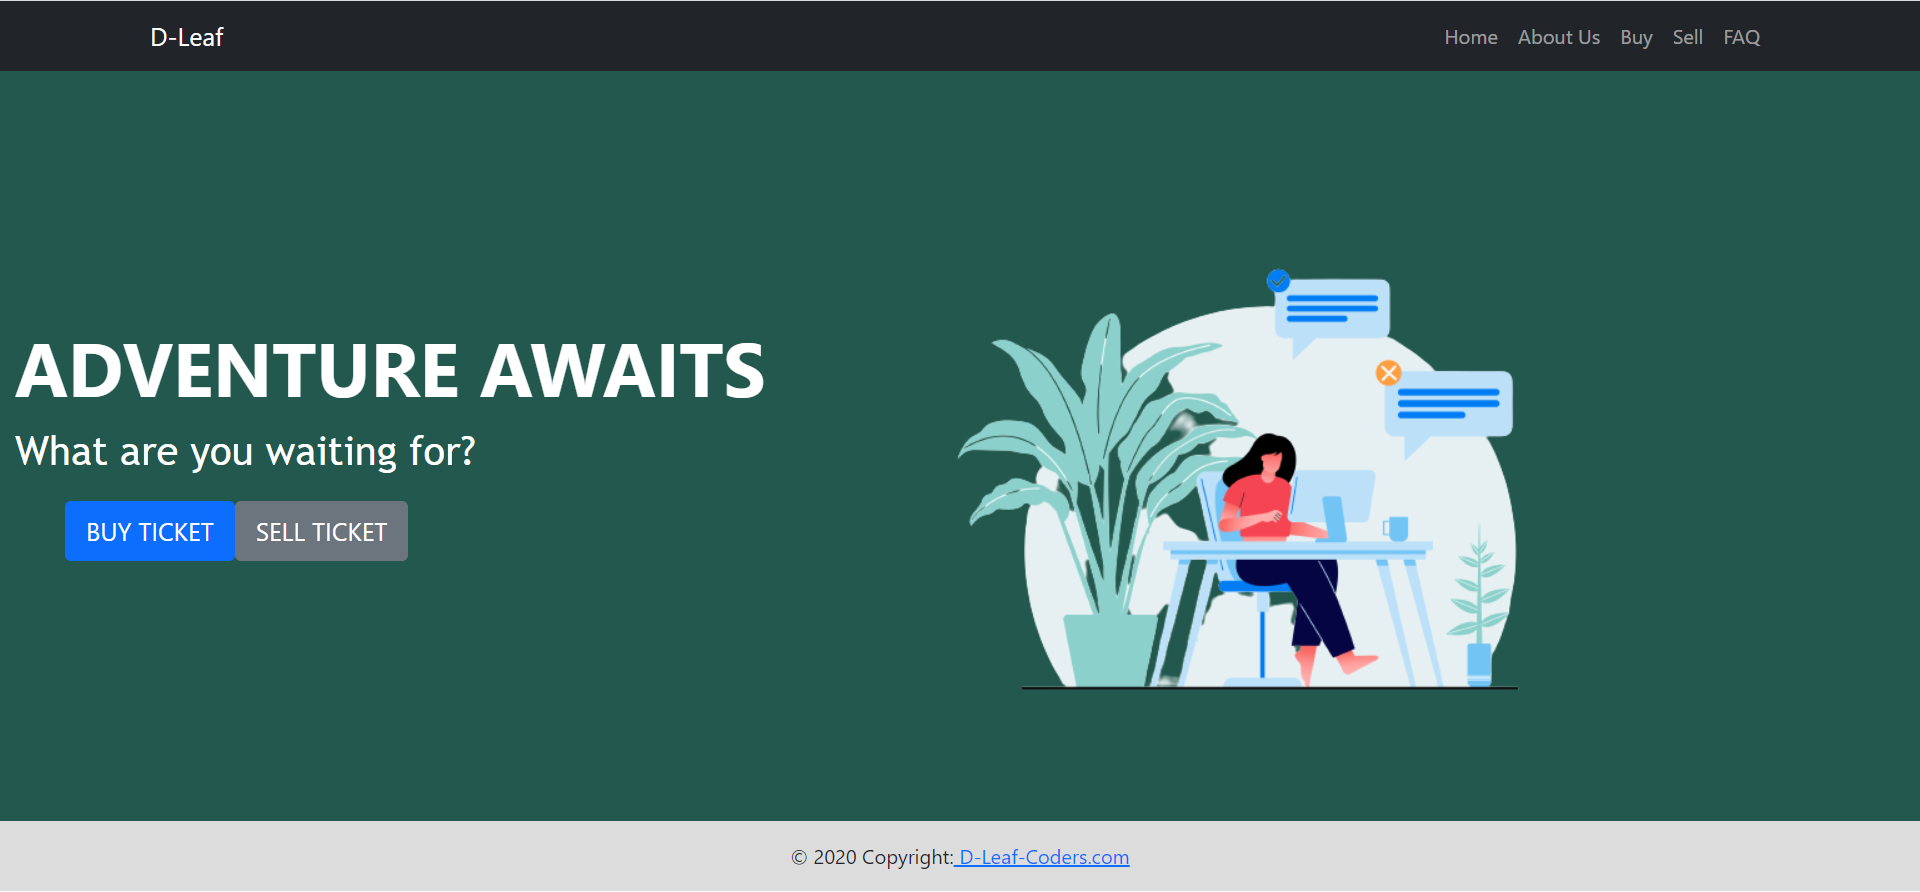 D-Leaf
Home About Us Buy Sell FAQ
ADVENTURE AWAITS
What are you waiting for?
BUY TICKET SELL TICKET
© 2020 Copyright: D-Leaf-Coders.com